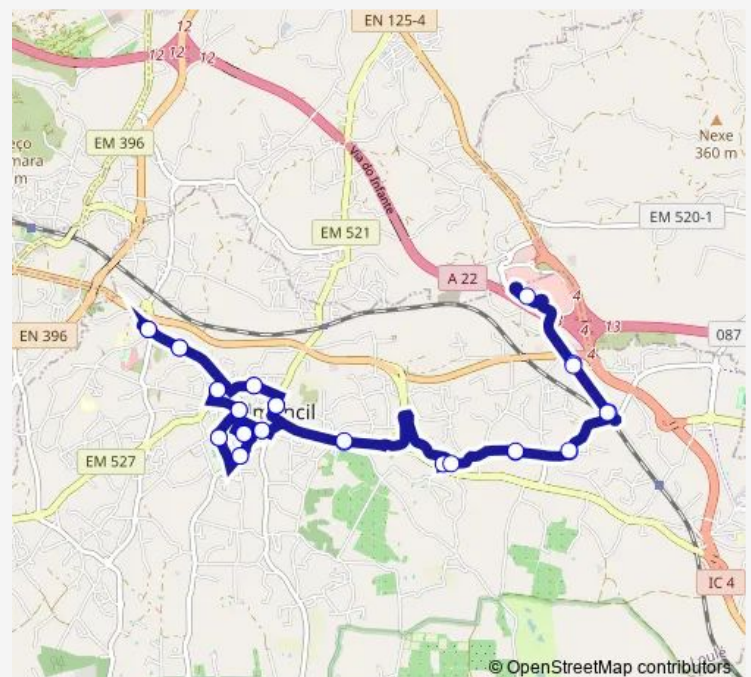 EN 125-4
12
12 12 12
Nexe
360 m
EM 396
Via do Infante
EM 520-1
EM 521
A 22
4
4 13
4
087
EN 396
EM 527
IC 4
© OpenStreetMap contributors